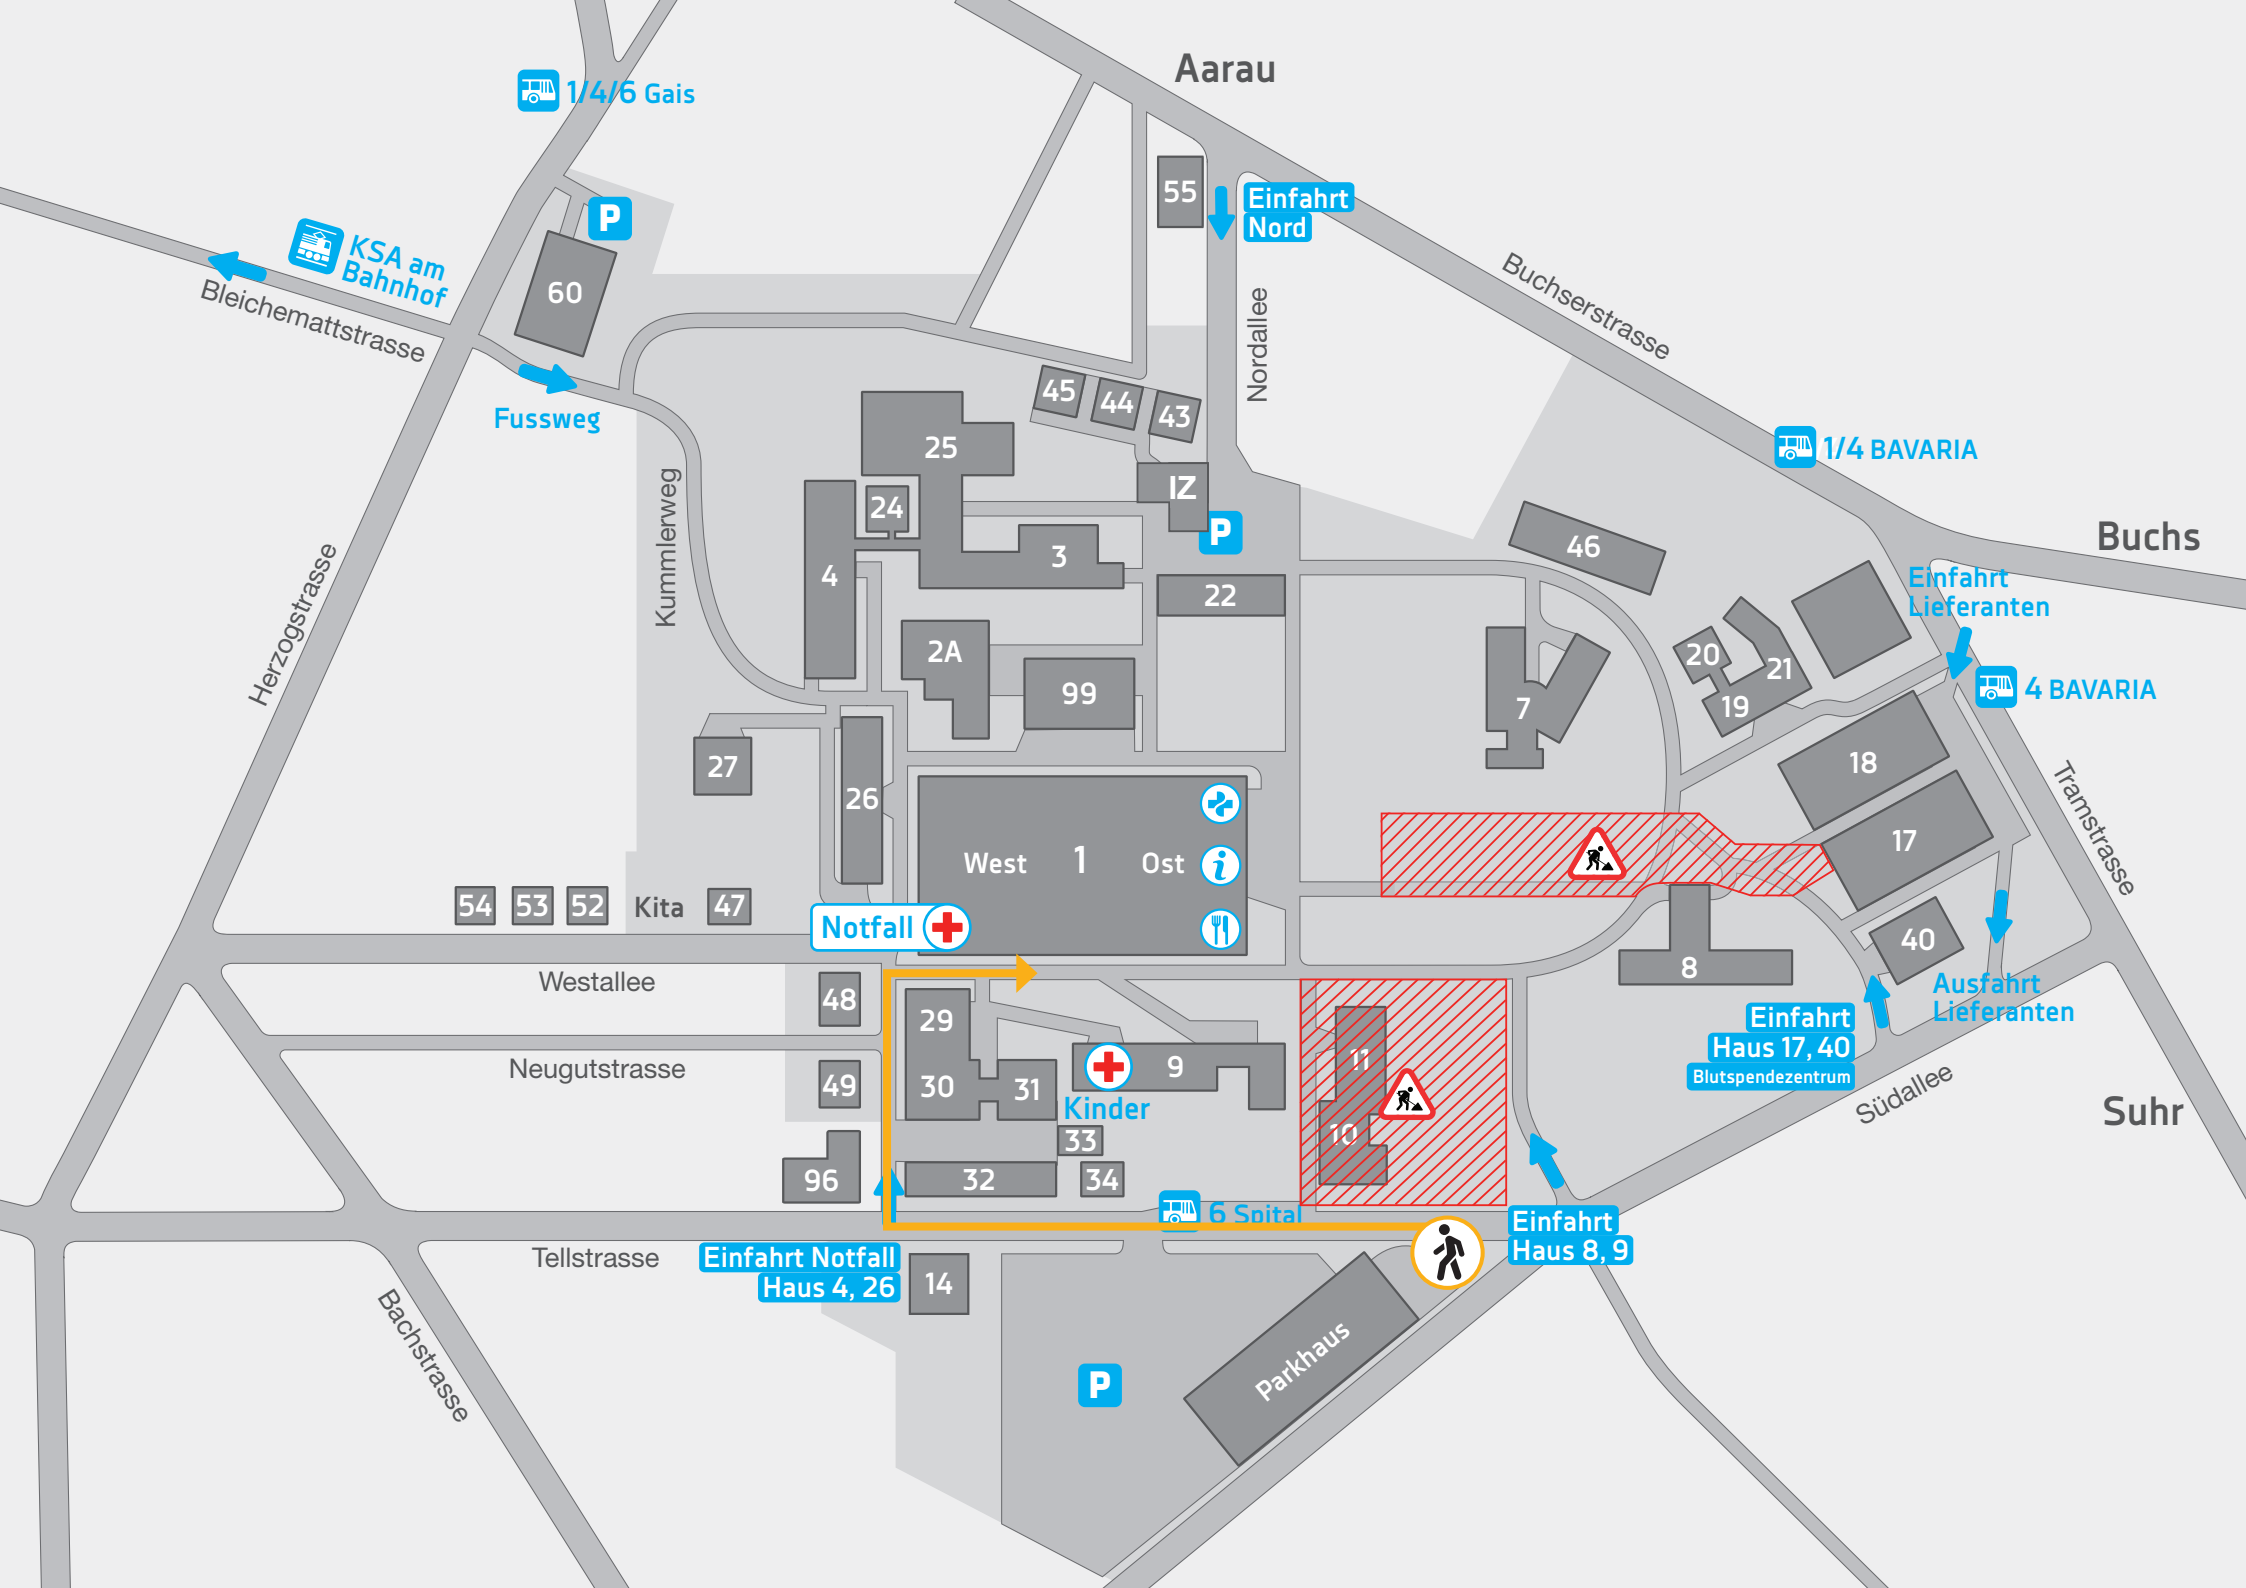 Aarau
1/4/6 Gais
P
55
Einfahrt
Nord
KSA am
Bahnhof
Bleichemattstrasse
60
Fussweg
Nordallee
Buchserstrasse
45
44
43
25
24
IZ
P
3
4
22
1/4 BAVARIA
Buchs
46
Einfahrt
Lieferanten
4 BAVARIA
Kummlerweg
Herzogstrasse
2A
99
7
20
21
19
18
17
Tramstrasse
27
26
West
1
Ost
i
54
53
52
Kita
47
Notfall
8
40
Ausfahrt
Lieferanten
Westallee
48
Neugutstrasse
49
29
30
31
9
Kinder
33
32
34
96
11
10
Einfahrt
Haus 17, 40
Blutspendezentrum
Südallee
Suhr
6 Spital
Einfahrt
Haus 8, 9
Tellstrasse
Einfahrt Notfall
Haus 4, 26
14
Bachstrasse
P
Parkhaus